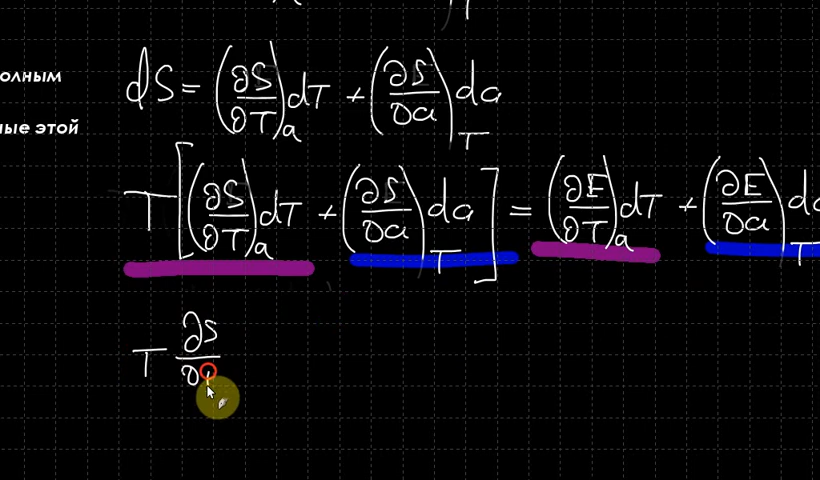 олным
dS = (∂S/∂T)_a dT + (∂S/∂a)_T da
ные этой
T[(∂S/∂T)_a dT + (∂S/∂a)_T da] = (∂E/∂T)_a dT + (∂E/∂a)_T da
T ∂S/∂